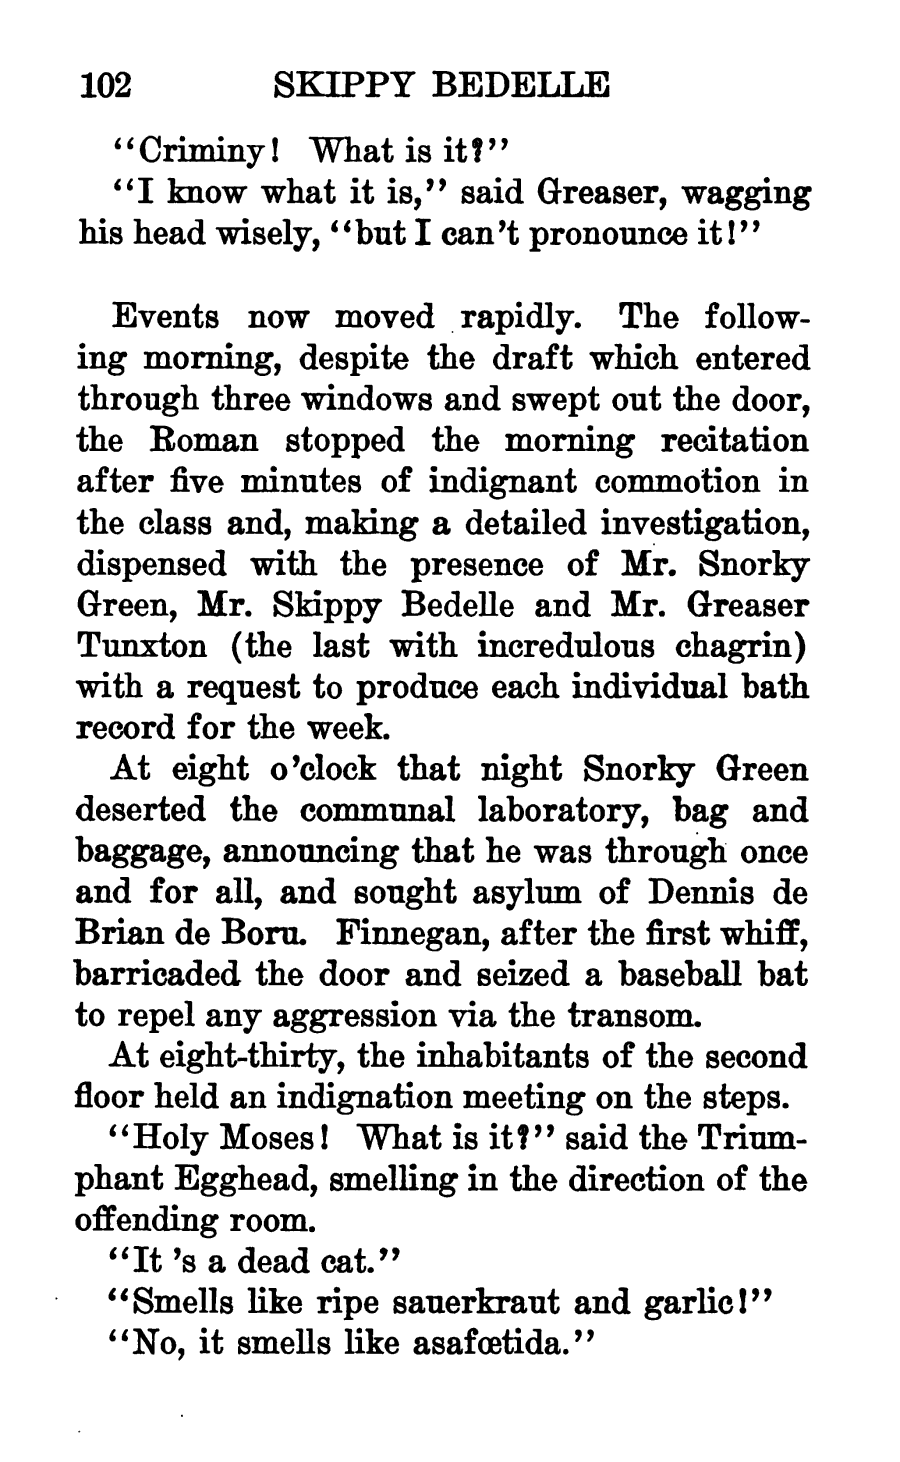 102 SKIPPY BEDELLE
“Criminy! What is it?”
“I know what it is,” said Greaser, wagging
his head wisely, “but I can’t pronounce it!”
Events now moved rapidly. The follow-
ing morning, despite the draft which entered
through three windows and swept out the door,
the Roman stopped the morning recitation
after five minutes of indignant commotion in
the class and, making a detailed investigation,
dispensed with the presence of Mr. Snorky
Green, Mr. Skippy Bedelle and Mr. Greaser
Tunxton (the last with incredulous chagrin)
with a request to produce each individual bath
record for the week.
At eight o’clock that night Snorky Green
deserted the communal laboratory, bag and
baggage, announcing that he was through once
and for all, and sought asylum of Dennis de
Brian de Boru. Finnegan, after the first whiff,
barricaded the door and seized a baseball bat
to repel any aggression via the transom.
At eight-thirty, the inhabitants of the second
floor held an indignation meeting on the steps.
“Holy Moses! What is it?” said the Trium-
phant Egghead, smelling in the direction of the
offending room.
“It ’s a dead cat.”
“Smells like ripe sauerkraut and garlic!”
“No, it smells like asafœtida.”